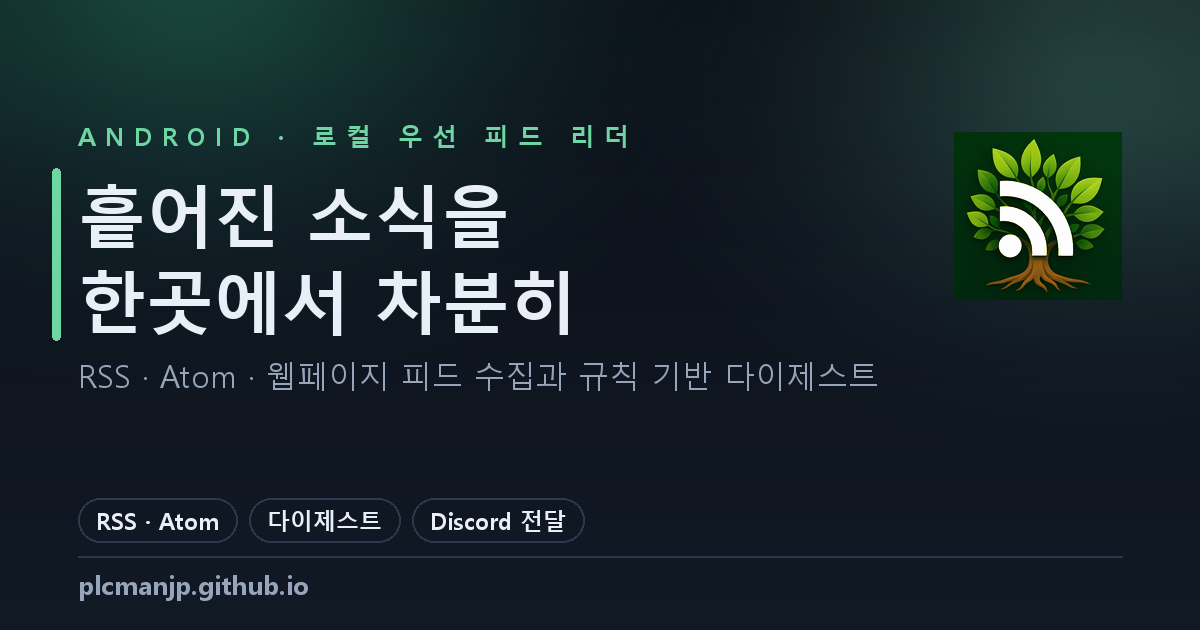 ANDROID · 로컬 우선 피드 리더
흩어진 소식을
한곳에서 차분히
RSS · Atom · 웹페이지 피드 수집과 규칙 기반 다이제스트
RSS · Atom
다이제스트
Discord 전달
plcmanjp.github.io